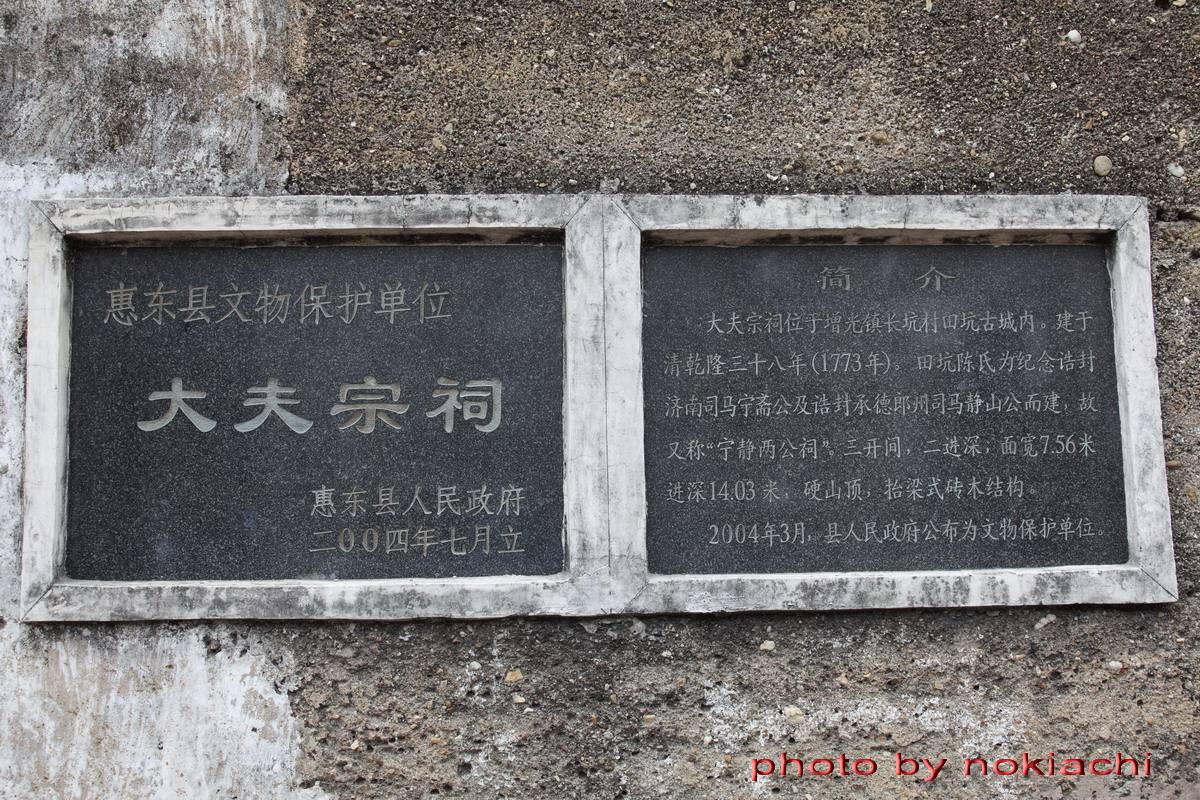 惠东县文物保护单位
大夫宗祠
惠东县人民政府
二00四年七月立
简 介
大夫宗祠位于增光镇长坑村田坑古城内。建于
清乾隆三十八年(1773年)。田坑陈氏为纪念诰封
济南司马宁斋公及诰封承德郎州司马静山公而建，故
又称“宁静两公祠”。三开间，二进深，面宽7.56米
进深14.03米，硬山顶，抬梁式砖木结构。
2004年3月，县人民政府公布为文物保护单位。
photo by nokiachi